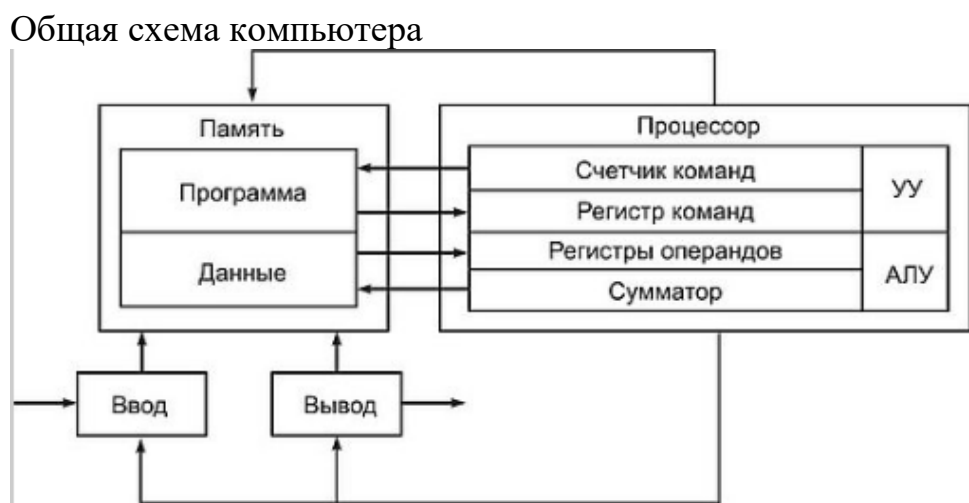 Общая схема компьютера
Память
Процессор
Программа
Данные
Счетчик команд
Регистр команд
Регистры операндов
Сумматор
УУ
АЛУ
Ввод
Вывод